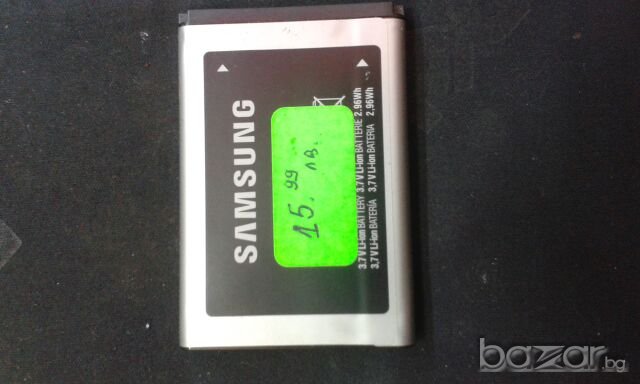 SAMSUNG
15.99 лв.
3.7V Li-ion BATTERY 3.7V Li-ion BATTERIE 2.96Wh
3,7V Li-ion BATERÍA 3,7V Li-ion BATERIA 2,96Wh
bazar.bg